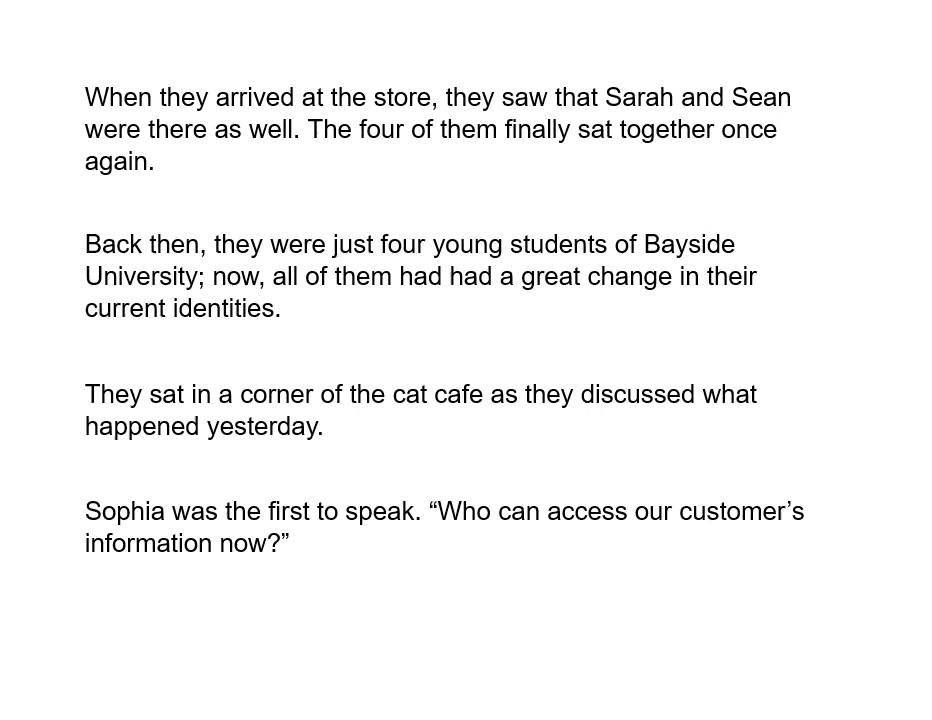 When they arrived at the store, they saw that Sarah and Sean
were there as well. The four of them finally sat together once
again.
Back then, they were just four young students of Bayside
University; now, all of them had had a great change in their
current identities.
They sat in a corner of the cat cafe as they discussed what
happened yesterday.
Sophia was the first to speak. “Who can access our customer’s
information now?”